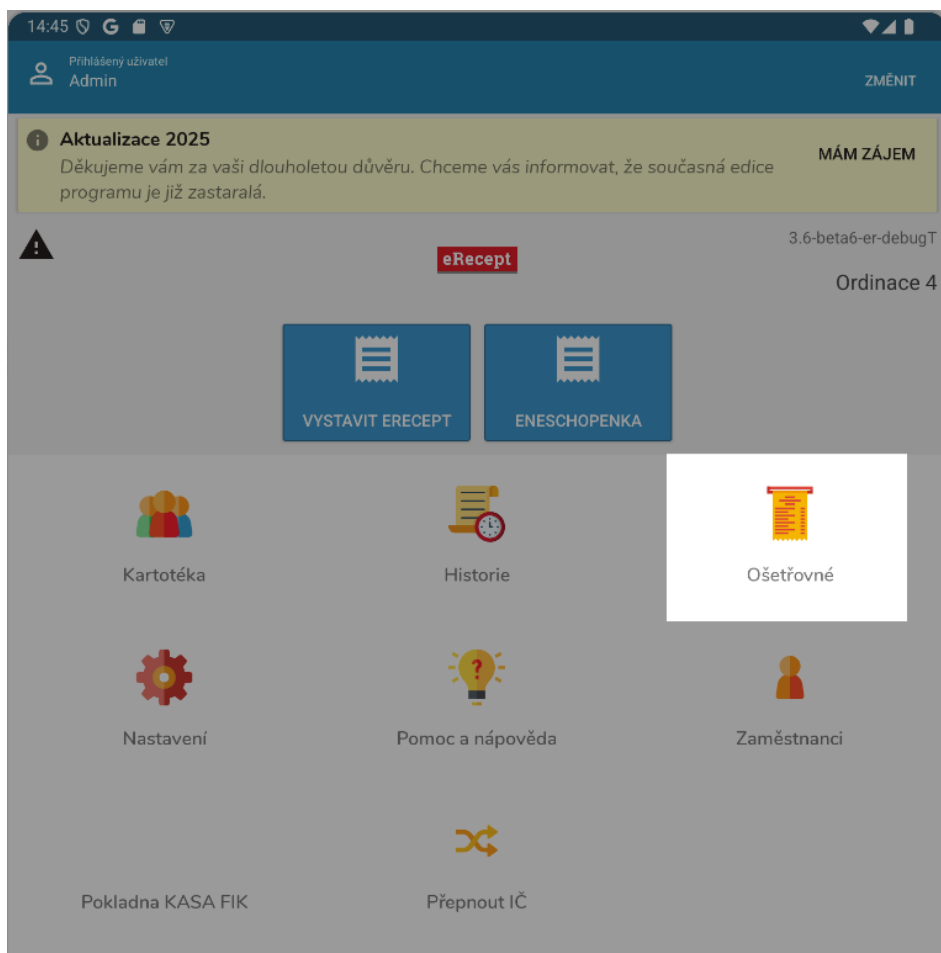 14:45
Přihlášený uživatel
Admin
ZMĚNIT
Aktualizace 2025
Děkujeme vám za vaši dlouholetou důvěru. Chceme vás informovat, že současná edice
programu je již zastaralá.
MÁM ZÁJEM
3.6-beta6-er-debugT
eRecept
Ordinace 4
VYSTAVIT ERECEPT
ENESCHOPENKA
Kartotéka
Historie
Ošetřovné
Nastavení
Pomoc a nápověda
Zaměstnanci
Pokladna KASA FIK
Přepnout IČ